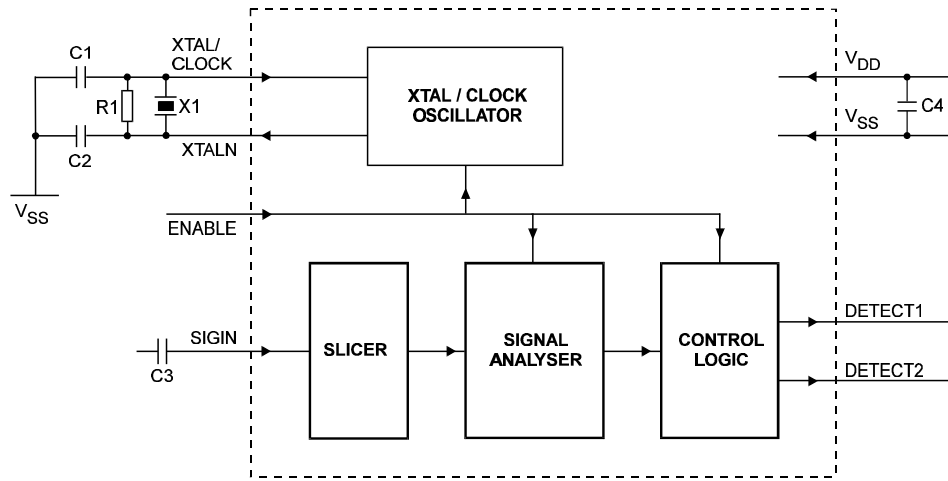 C1
XTAL/
CLOCK
R1
X1
C2
XTALN
VSS
XTAL / CLOCK
OSCILLATOR
VDD
C4
VSS
ENABLE
SIGIN
C3
SLICER
SIGNAL
ANALYSER
CONTROL
LOGIC
DETECT1
DETECT2